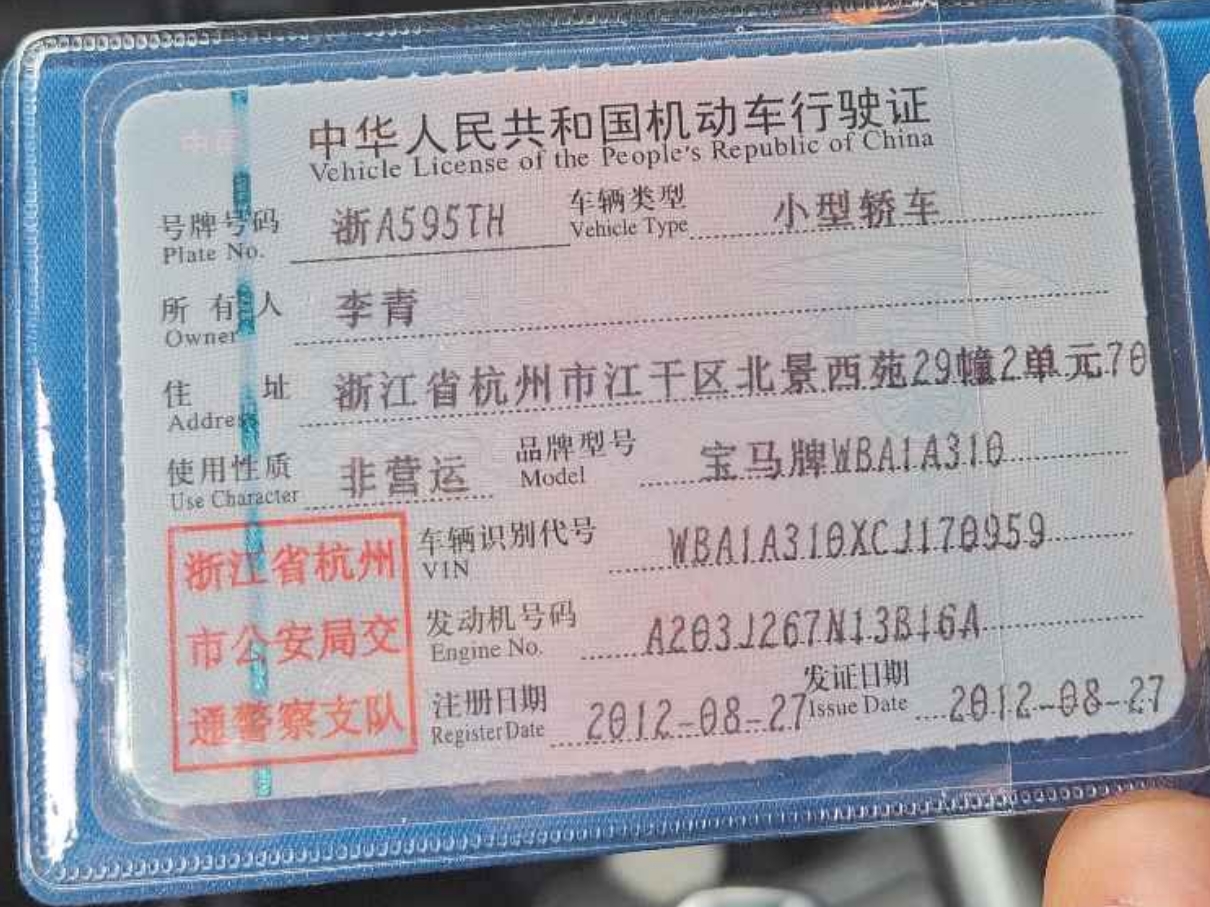 中华人民共和国机动车行驶证
Vehicle License of the People's Republic of China
号牌号码 浙A595TH 车辆类型 小型轿车
Plate No. Vehicle Type
所有人 李青
Owner
住址 浙江省杭州市江干区北景西苑29幢2单元70
Address
使用性质 非营运 品牌型号 宝马牌WBA1A310
Use Character Model
车辆识别代号 WBA1A310XCJ170959
VIN
发动机号码 A203J267N13B16A
Engine No.
注册日期 2012-08-27 发证日期 2012-08-27
Register Date Issue Date
浙江省杭州
市公安局交
通警察支队